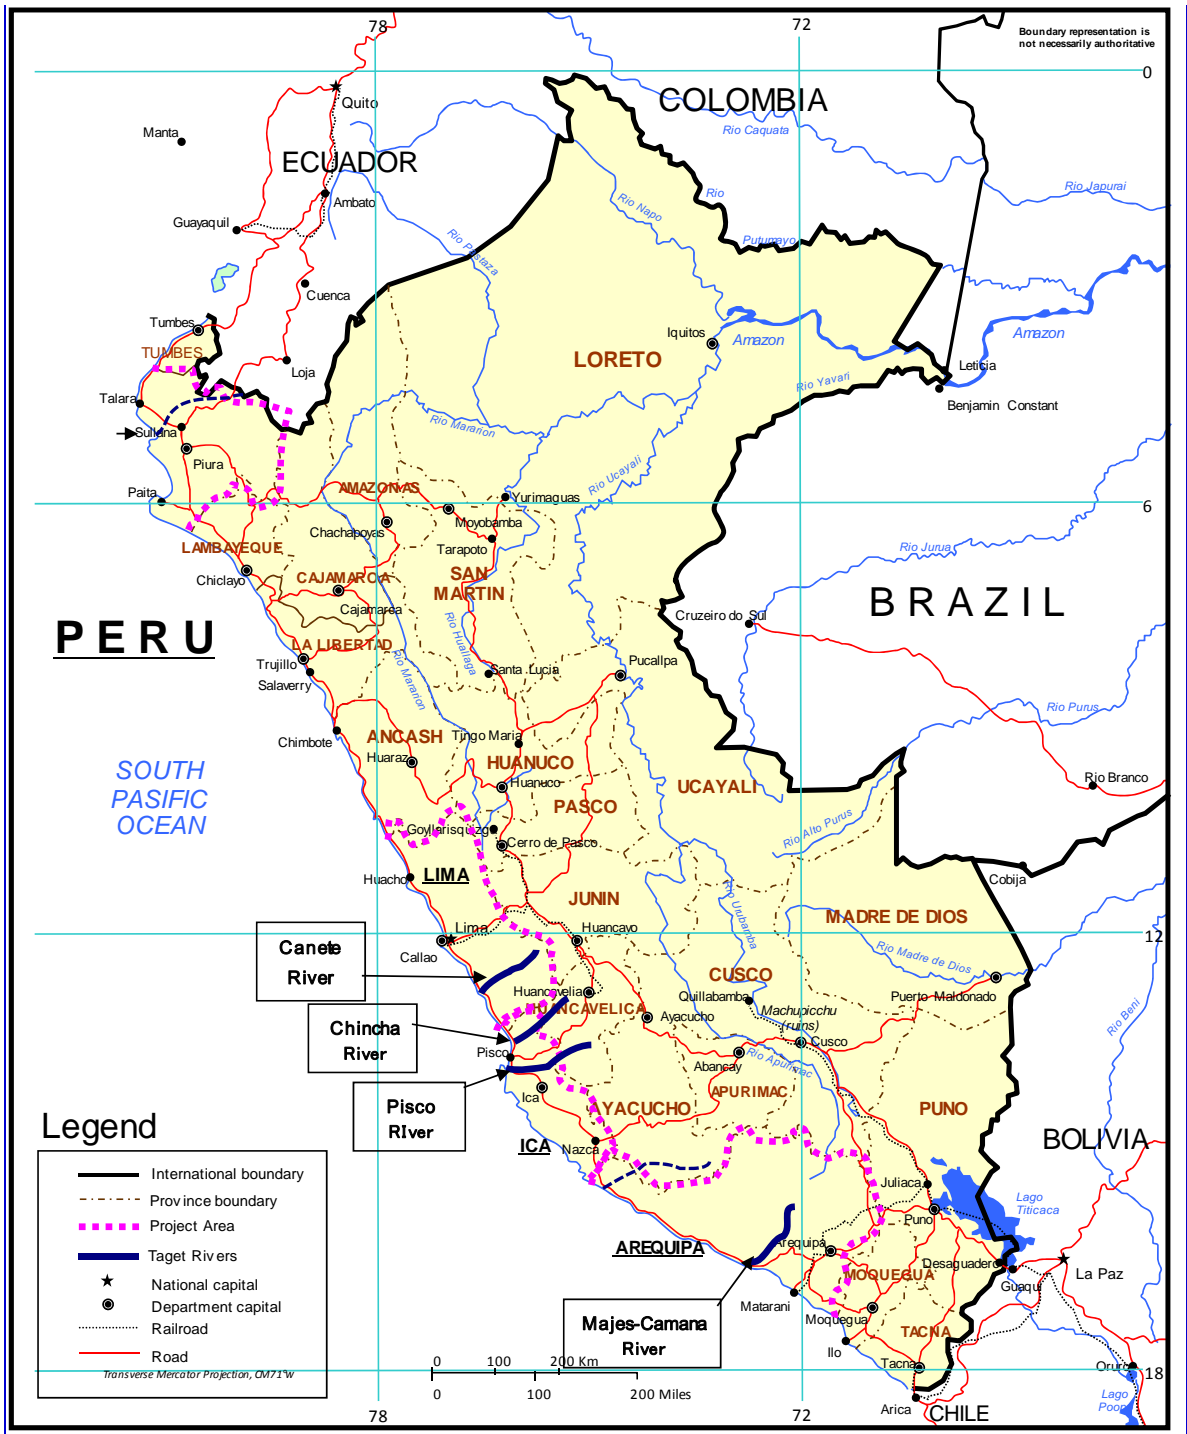 78
72
Boundary representation is
not necessarily authoritative
0
COLOMBIA
Quito
Rio Caquata
Manta
ECUADOR
Rio Japurai
Rio
Ambato
Rio Napo
Guayaquil
Putumayo
Rio Pastaza
Cuenca
Tumbes
Iquitos
Amazon
Amazon
TUMBES
LORETO
Loja
Leticia
Rio Yavari
Talara
Benjamin Constant
Rio Mararion
Sullana
Piura
Rio Ucayali
Paita
AMAZONAS
Yurimaguas
6
Chachapoyas
Moyobamba
LAMBAYEQUE
Tarapoto
Rio Jurua
Chiclayo
CAJAMARCA
SAN
MARTIN
Cajamarca
BRAZIL
Cruzeiro do Sul
PERU
LA LIBERTAD
Rio Huallaga
Trujillo
Rio Mararion
Santa Lucia
Pucallpa
Salaverry
Rio Purus
Chimbote
ANCASH
Tingo Maria
Huaraz
HUANUCO
SOUTH
PASIFIC
OCEAN
Huanuco
UCAYALI
Rio Branco
PASCO
Goyllarisquizga
Rio Alto Purus
Cerro de Pasco
Huacho
LIMA
Cobija
JUNIN
Rio Urubamba
MADRE DE DIOS
Lima
Huancayo
12
Canete
River
Callao
Rio Madre de Dios
CUSCO
Huancavelia
Quillabamba
Puerto Maldonado
HUANCAVELICA
Machupicchu
(ruins)
Rio Beni
Chincha
River
Ayacucho
Cusco
Pisco
Abancay
Rio Apurimac
Ica
APURIMAC
Pisco
RIver
AYACUCHO
PUNO
Legend
BOLIVIA
ICA
Nazca
International boundary
Juliaca
Province boundary
Lago
Titicaca
Project Area
Puno
Taget Rivers
AREQUIPA
Arequipa
Desaguadero
National capital
MOQUEGUA
La Paz
Guaqui
Department capital
Matarani
Railroad
Majes-Camana
River
Moquegua
TACNA
Road
Ilo
0 100 200 Km
Tacna
Oruro
Transverse Mercator Projection, CM71°W
18
0 100 200 Miles
Lago
Poop
Arica
CHILE
78
72